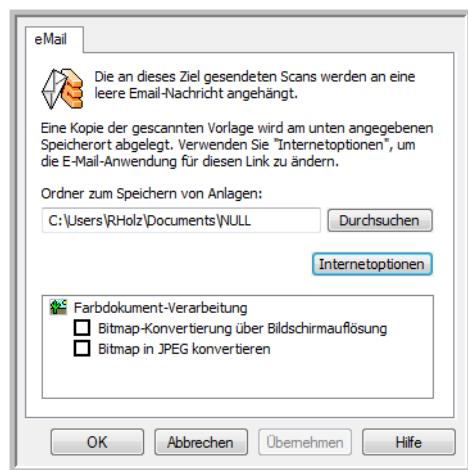 eMail
Die an dieses Ziel gesendeten Scans werden an eine
leere Email-Nachricht angehängt.
Eine Kopie der gescannten Vorlage wird am unten angegebenen
Speicherort abgelegt. Verwenden Sie "Internetoptionen", um
die E-Mail-Anwendung für diesen Link zu ändern.
Ordner zum Speichern von Anlagen:
C:\Users\RHolz\Documents\NULL Durchsuchen
Internetoptionen
Farbdokument-Verarbeitung
Bitmap-Konvertierung über Bildschirmauflösung
Bitmap in JPEG konvertieren
OK Abbrechen Übernehmen Hilfe